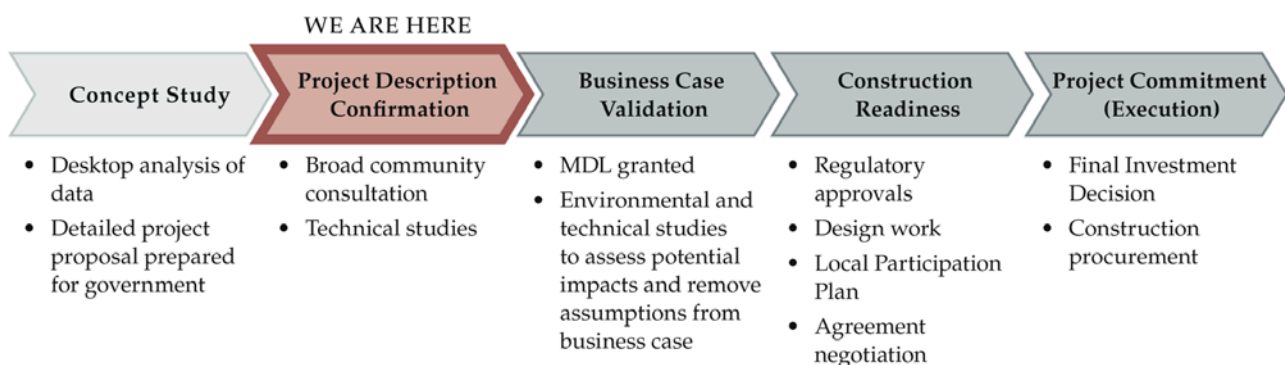 WE ARE HERE
Concept Study
Project Description
Confirmation
Business Case
Validation
Construction
Readiness
Project Commitment
(Execution)
• Desktop analysis of
data
• Detailed project
proposal prepared
for government
• Broad community
consultation
• Technical studies
• MDL granted
• Environmental and
technical studies
to assess potential
impacts and remove
assumptions from
business case
• Regulatory
approvals
• Design work
• Local Participation
Plan
• Agreement
negotiation
• Final Investment
Decision
• Construction
procurement